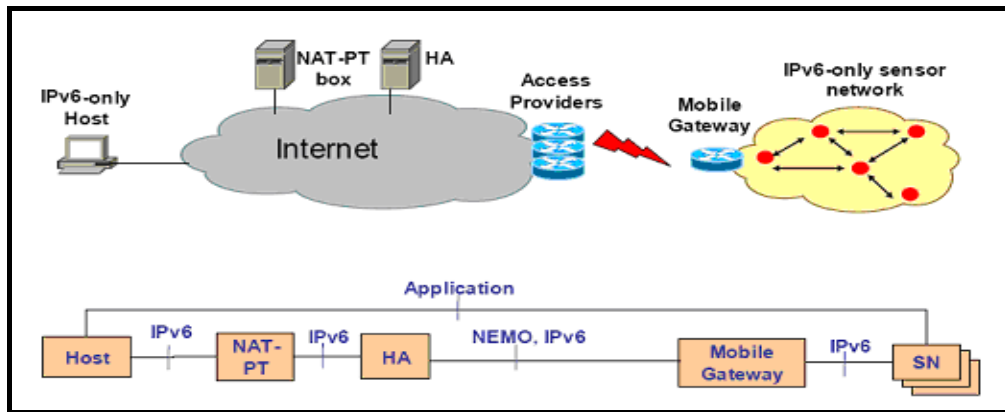 NAT-PT
box
HA
IPv6-only
Host
Internet
Access
Providers
Mobile
Gateway
IPv6-only sensor
network
Application
IPv6
IPv6
NEMO, IPv6
IPv6
Host
NAT-
PT
HA
Mobile
Gateway
SN